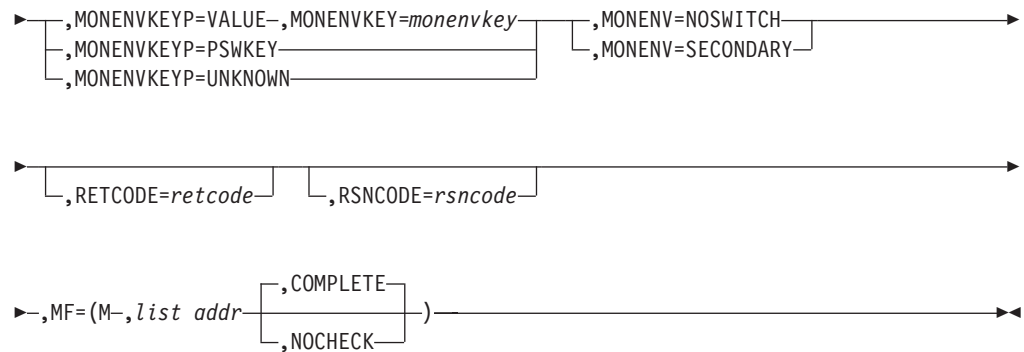 ,MONENVKEYP=VALUE ,MONENVKEY=monenvkey ,MONENV=NOSWITCH
,MONENVKEYP=PSWKEY ,MONENV=SECONDARY
,MONENVKEYP=UNKNOWN
,RETCODE=retcode ,RSNCODE=rsncode
,COMPLETE
,MF=(M ,list addr )
,NOCHECK